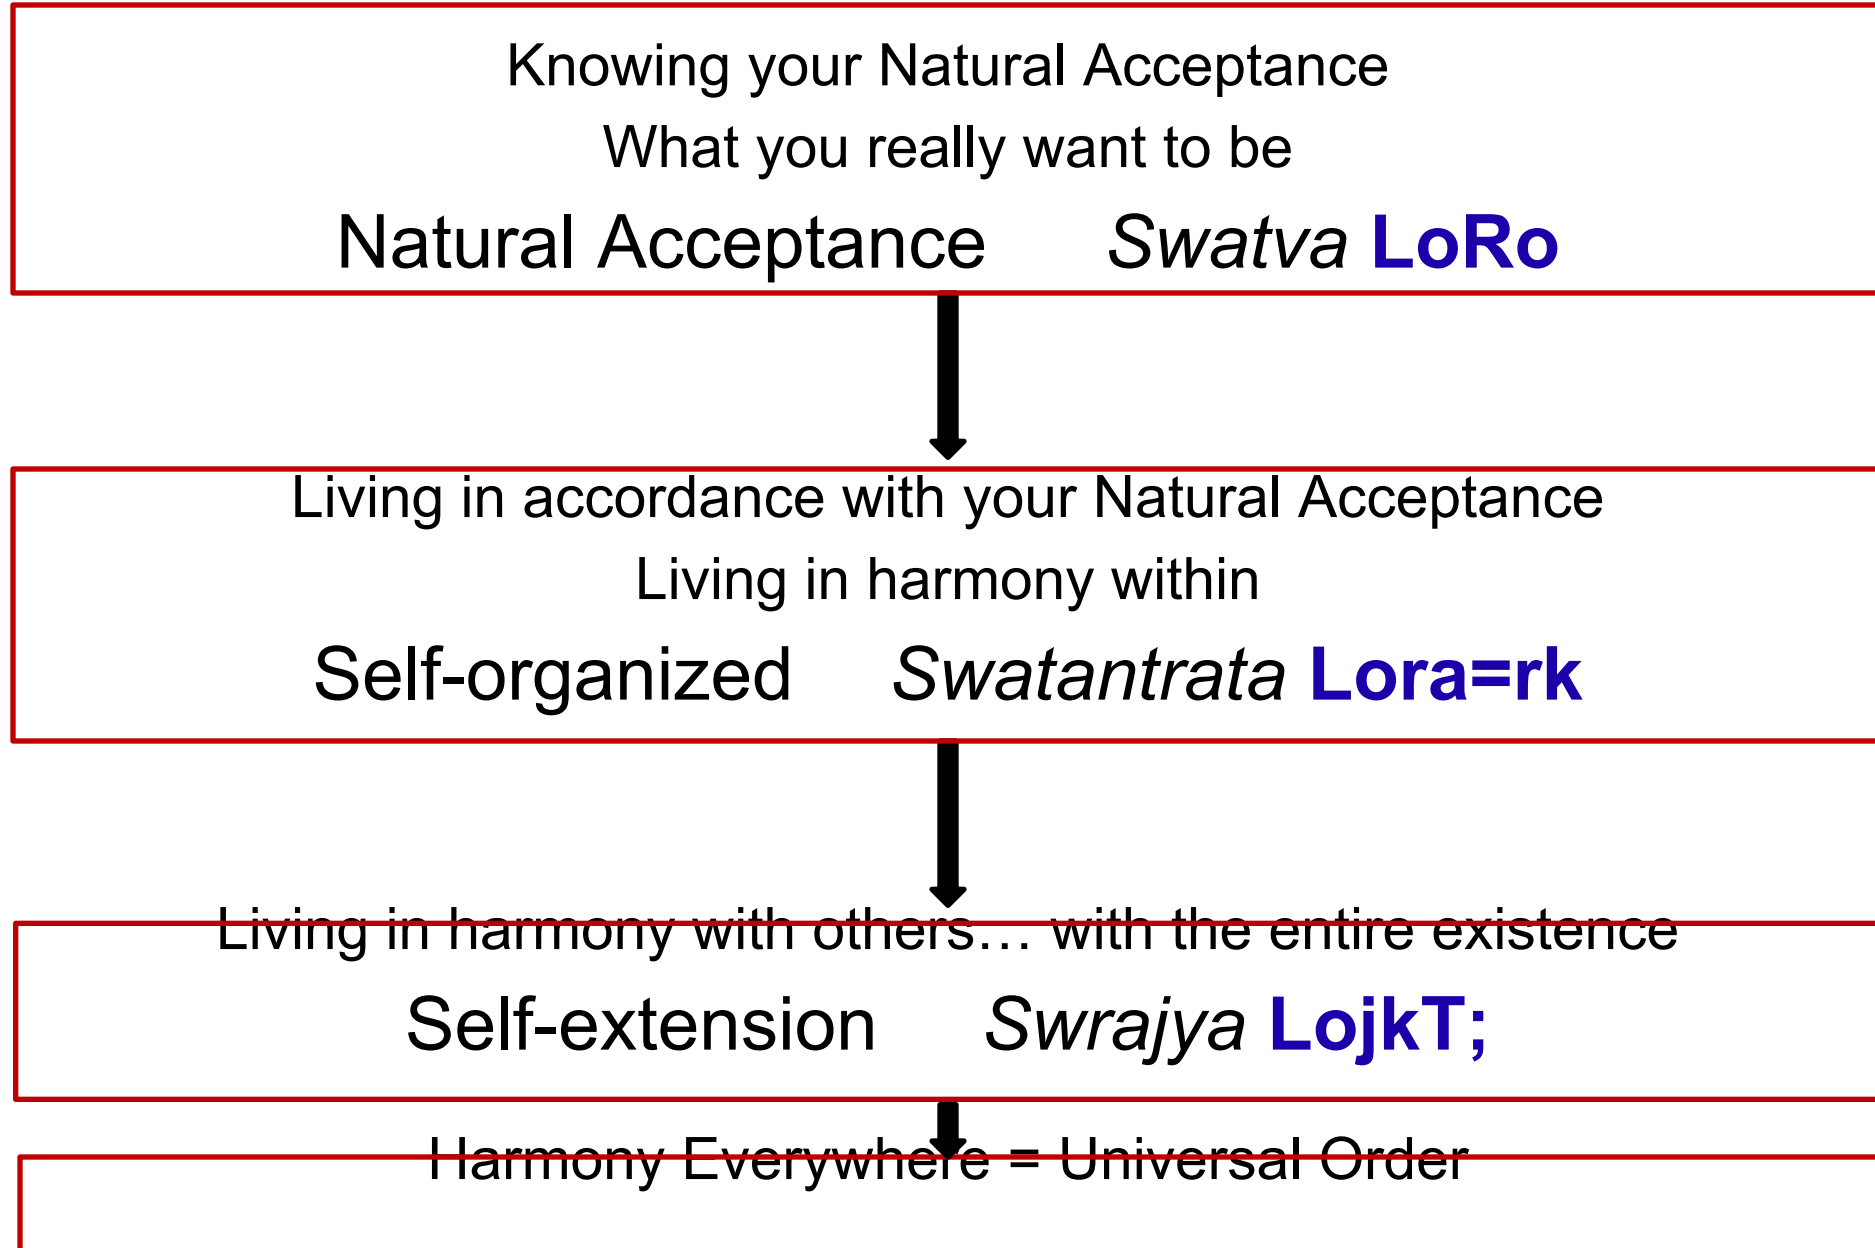 Knowing your Natural Acceptance
What you really want to be
Natural Acceptance Swatva LoRo
Living in accordance with your Natural Acceptance
Living in harmony within
Self-organized Swatantrata Lora=rk
Living in harmony with others… with the entire existence
Self-extension Swrajya LojkT;
Harmony Everywhere = Universal Order